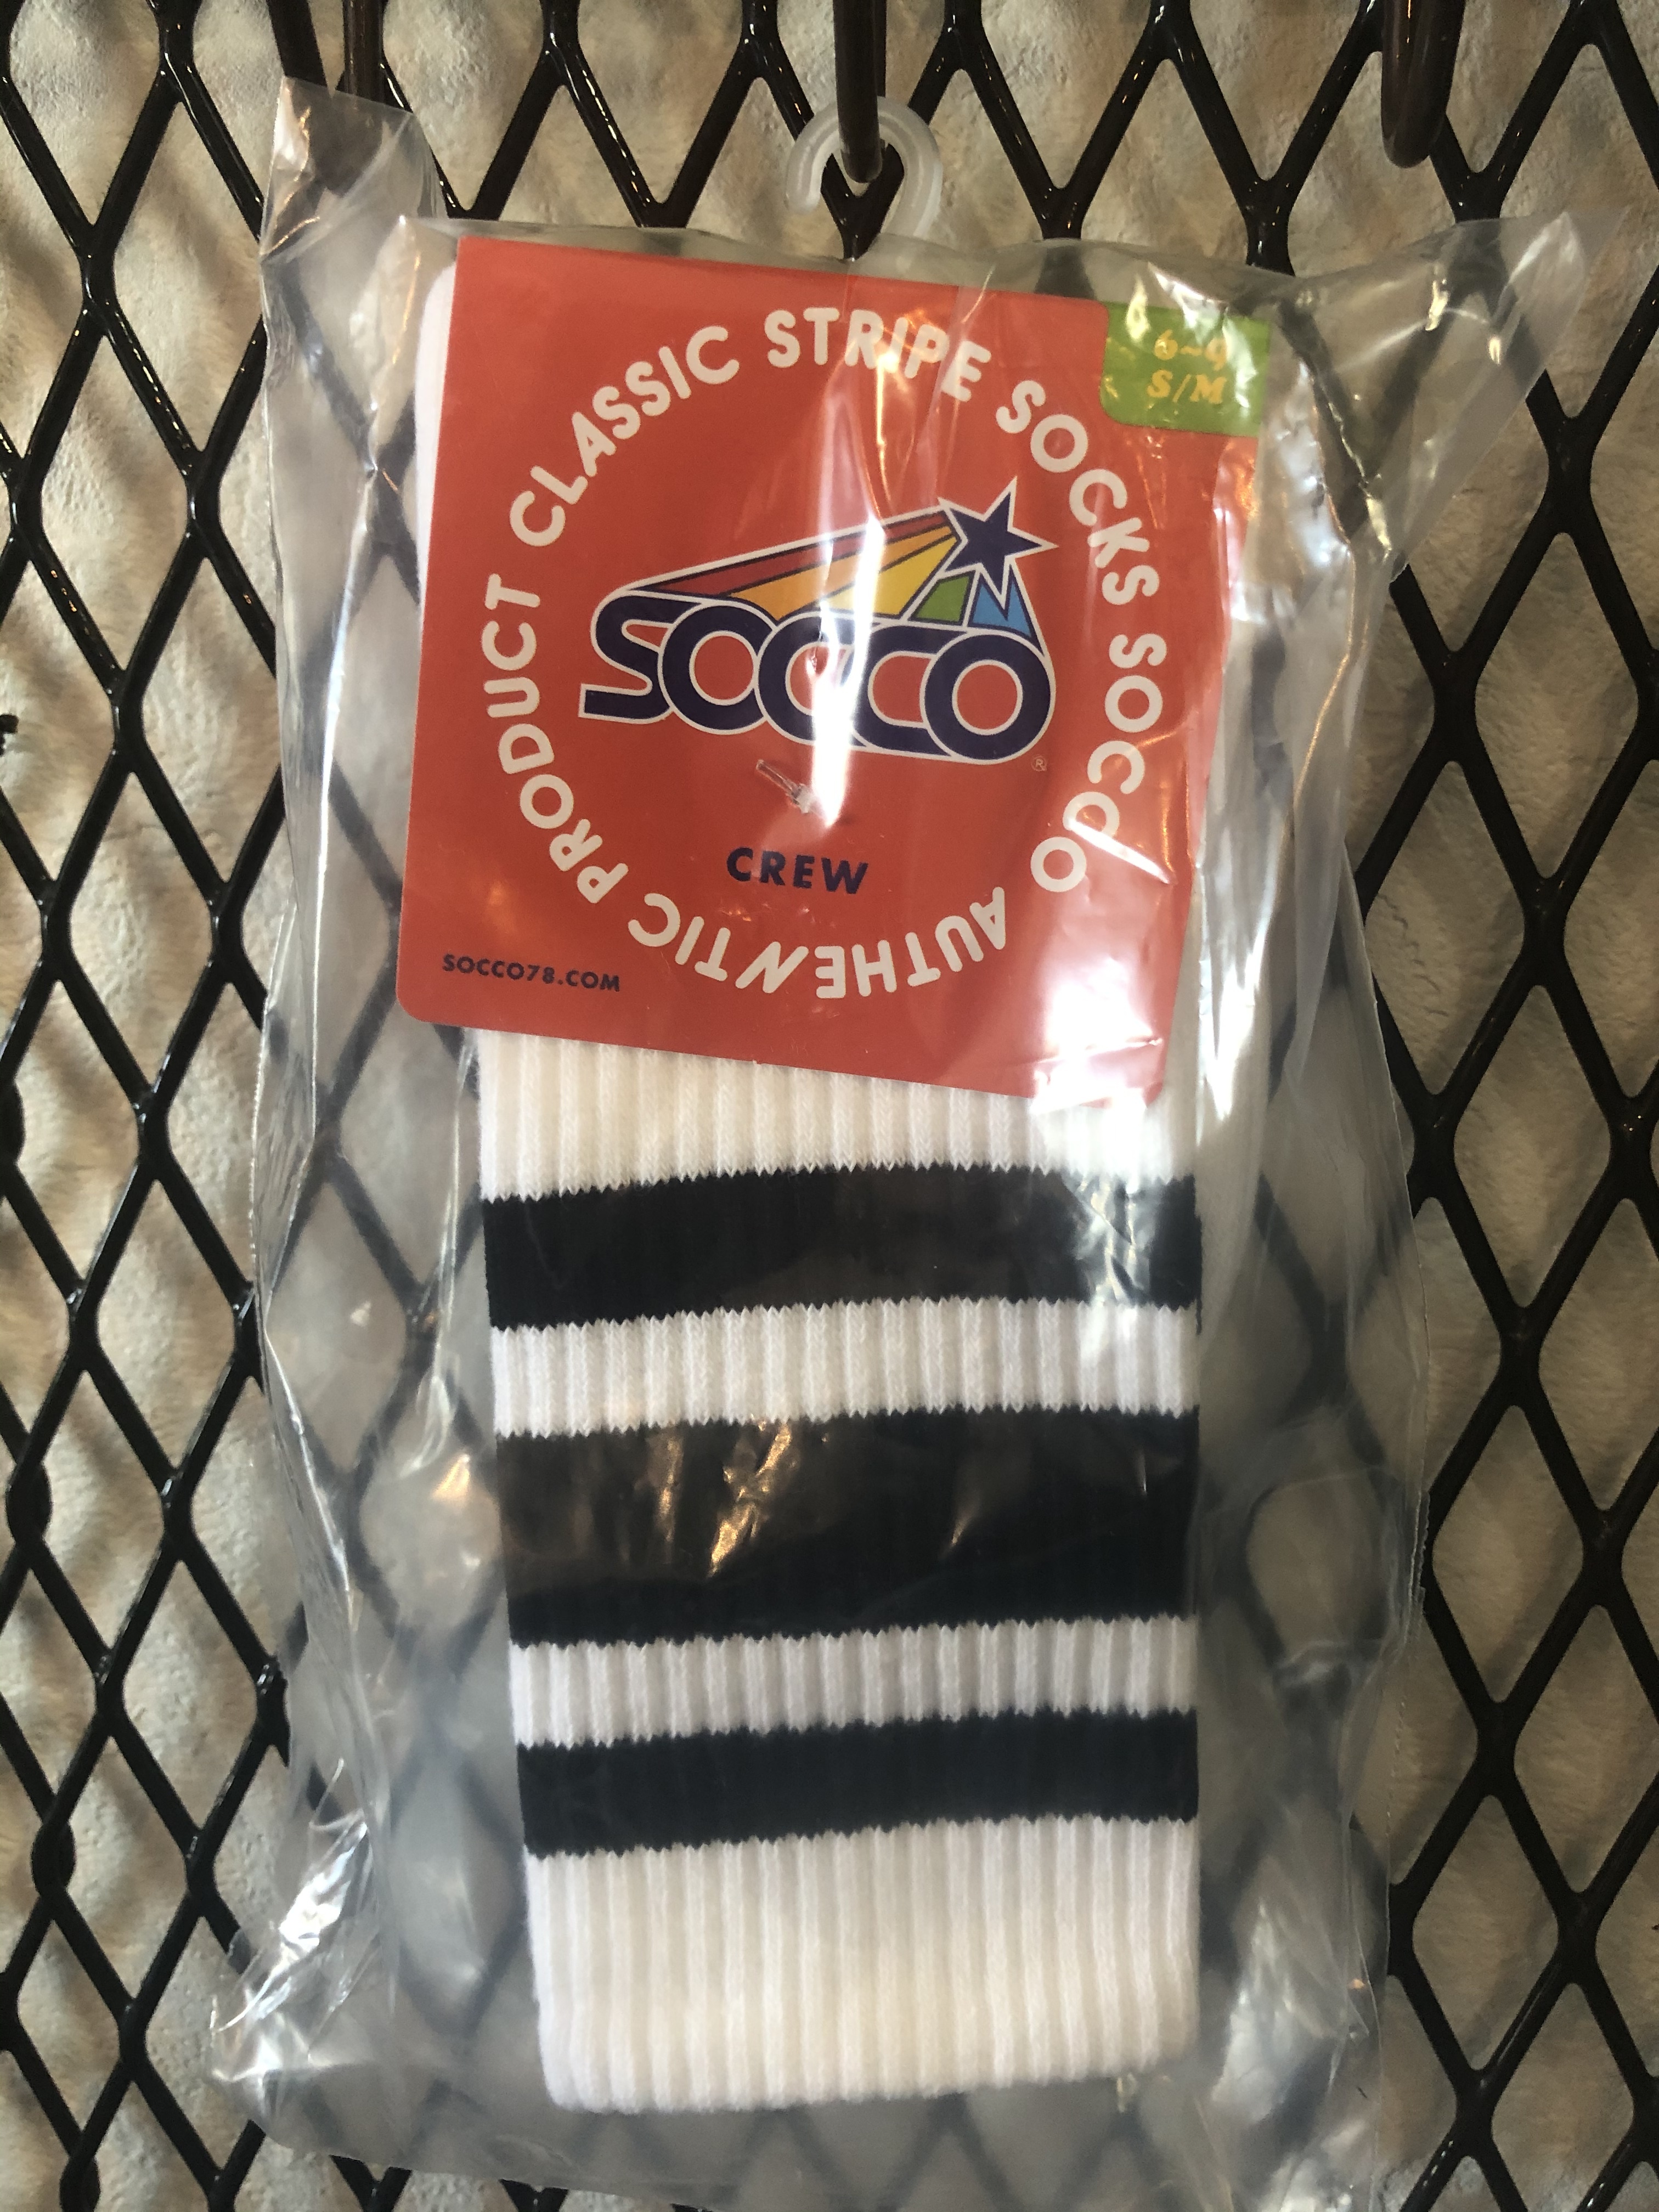 6~9
S/M
CLASSIC STRIPE SOCKS SOCCO AUTHENTIC PRODUCT
SOCCO
®
CREW
SOCCO78.COM